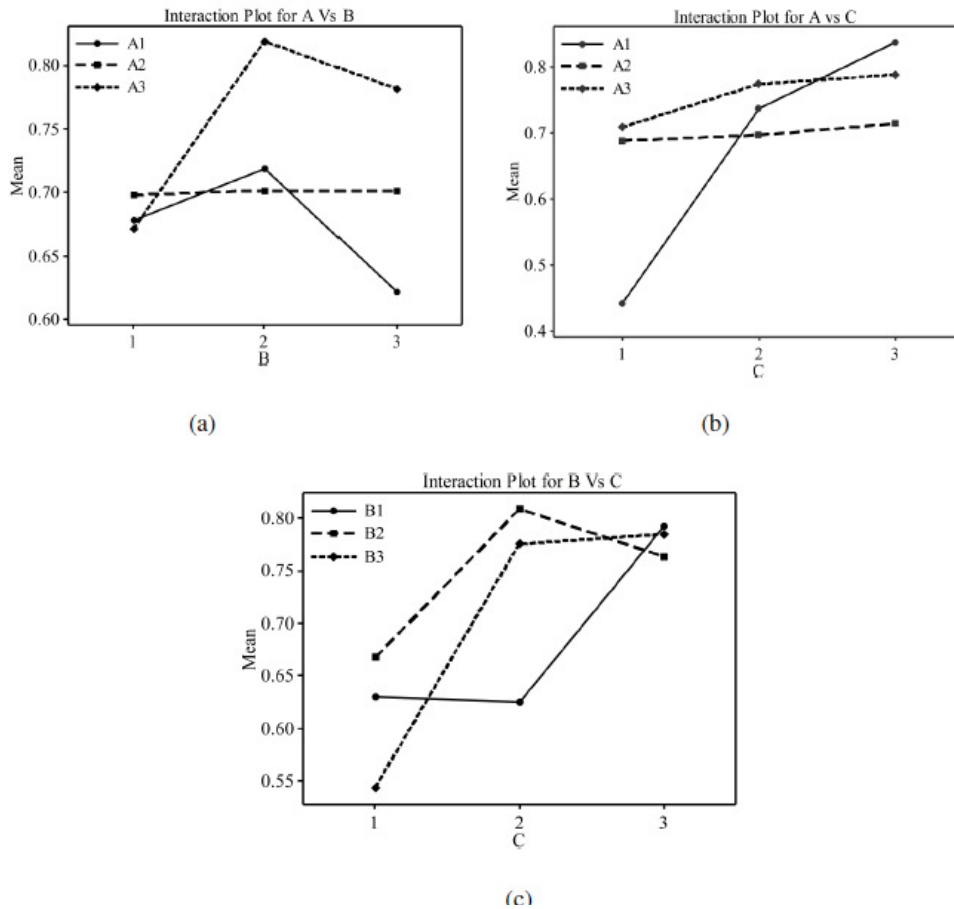 Interaction Plot for A Vs B
A1
A2
A3
0.80
0.75
0.70
0.65
0.60
Mean
1 2 3
B
(a)
Interaction Plot for A vs C
A1
A2
A3
0.8
0.7
0.6
0.5
0.4
Mean
1 2 3
C
(b)
Interaction Plot for B Vs C
B1
B2
B3
0.80
0.75
0.70
0.65
0.60
0.55
Mean
1 2 3
C
(c)